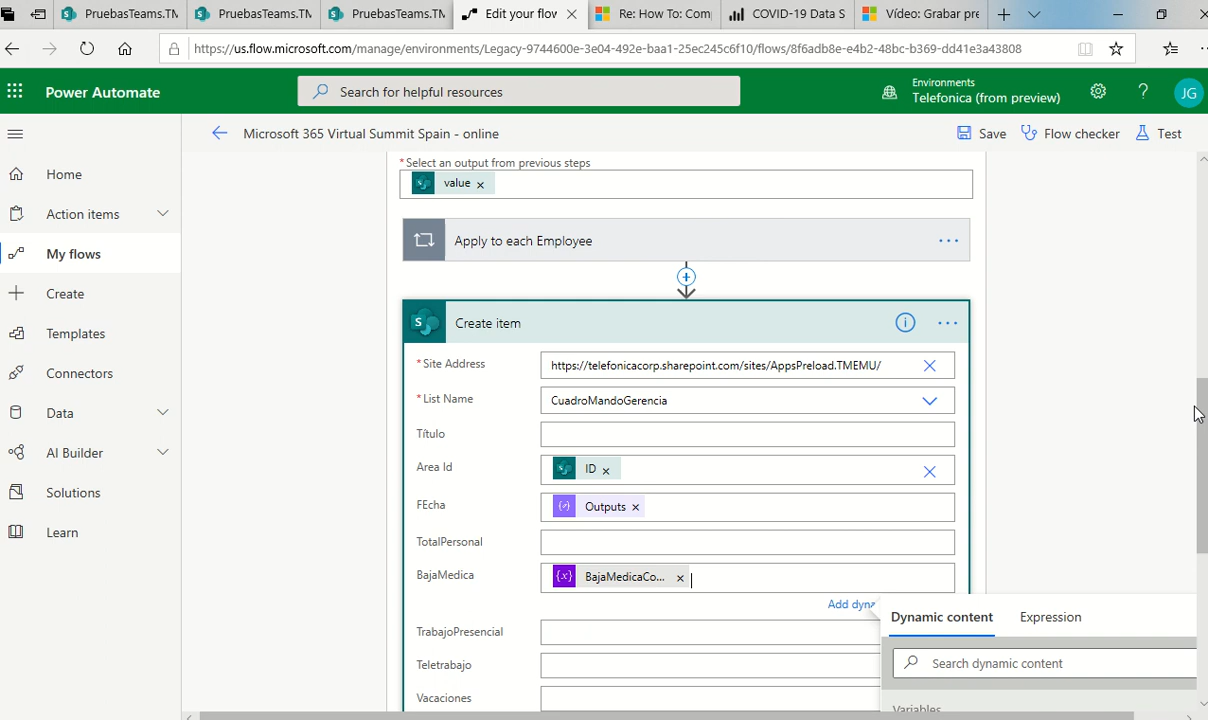 PruebasTeams.TM
PruebasTeams.TM
PruebasTeams.TM
Edit your flow
Re: How To: Com
COVID-19 Data S
Vídeo: Grabar pre
https://us.flow.microsoft.com/manage/environments/Legacy-9744600e-3e04-492e-baa1-25ec245c6f10/flows/8f6adb8e-e4b2-48bc-b369-dd41e3a43808
Power Automate
Search for helpful resources
Environments
Telefonica (from preview)
?
JG
Microsoft 365 Virtual Summit Spain - online
Save
Flow checker
Test
Home
Action items
My flows
Create
Templates
Connectors
Data
AI Builder
Solutions
Learn
* Select an output from previous steps
value
Apply to each Employee
Create item
* Site Address
https://telefonicacorp.sharepoint.com/sites/AppsPreload.TMEMU/
* List Name
CuadroMandoGerencia
Título
Area Id
ID
FEcha
Outputs
TotalPersonal
BajaMedica
BajaMedicaCo...
Add dyna
Dynamic content
Expression
TrabajoPresencial
Search dynamic content
Teletrabajo
Vacaciones
Variables